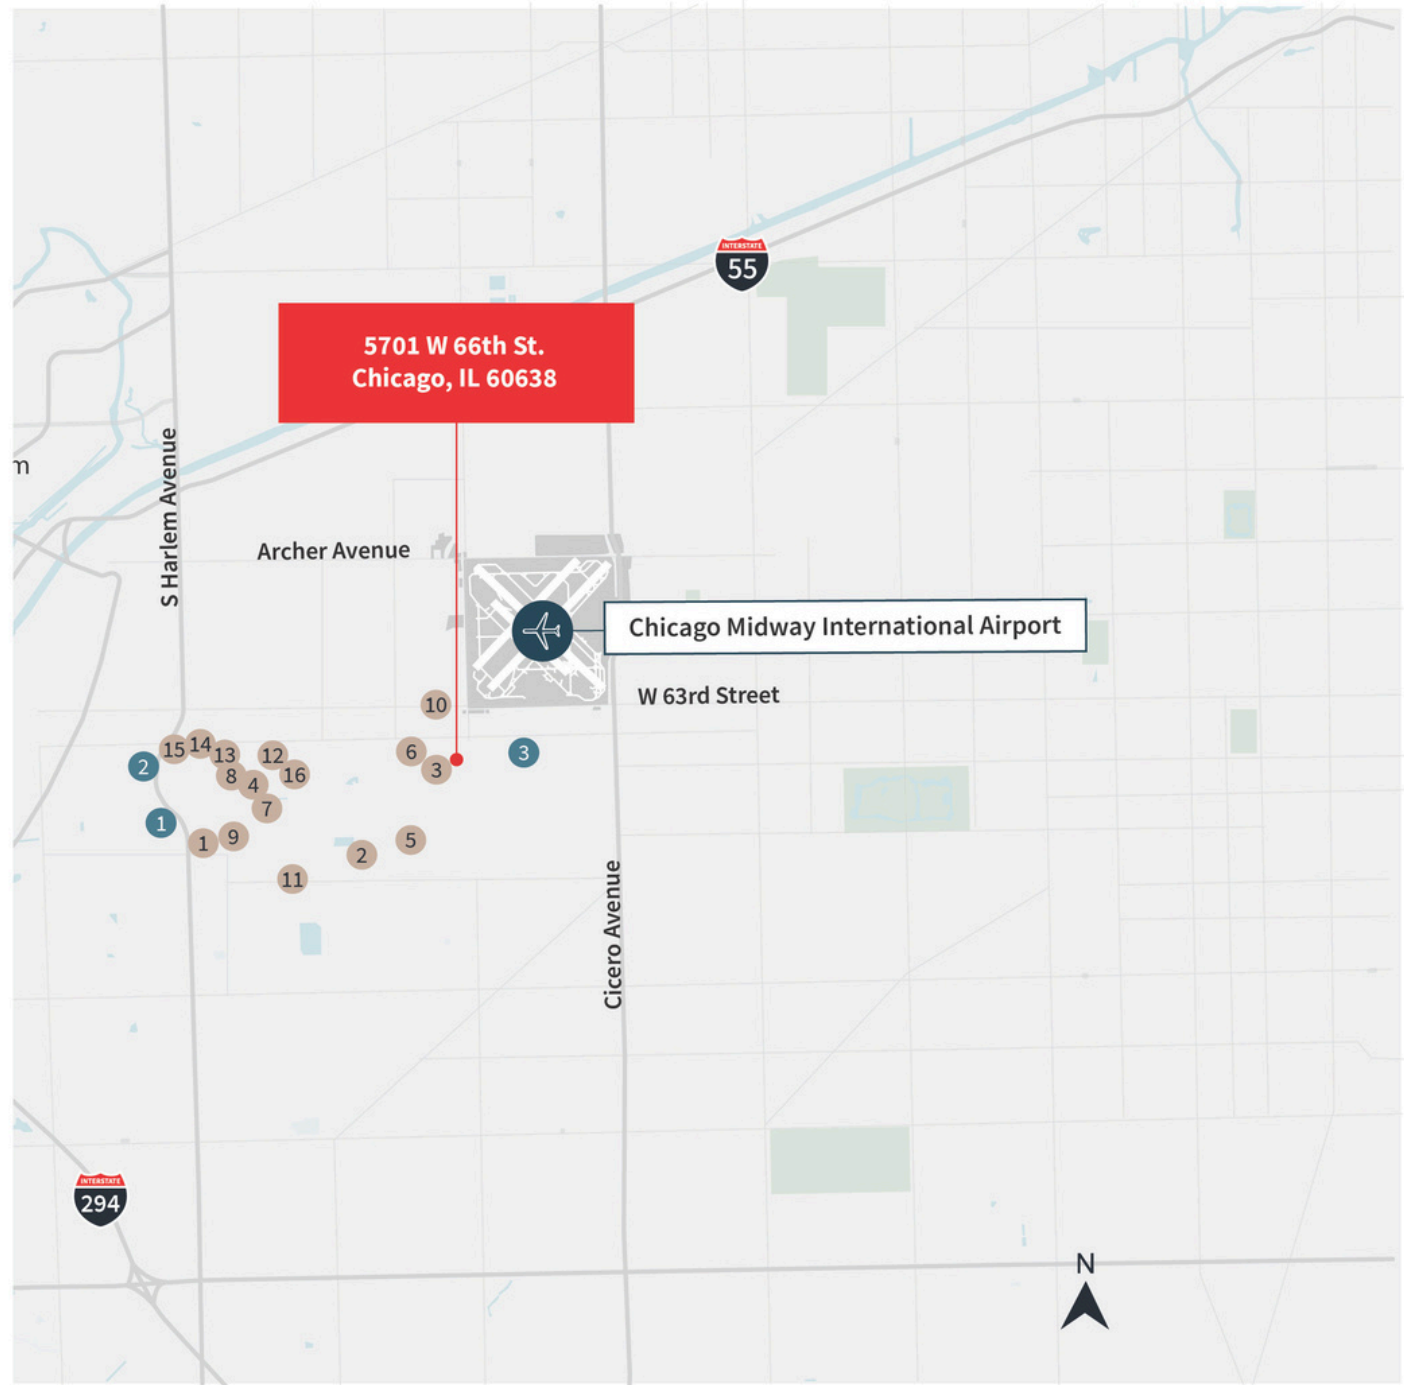 INTERSTATE
55
5701 W 66th St.
Chicago, IL 60638
m
S Harlem Avenue
Archer Avenue
Chicago Midway International Airport
W 63rd Street
10
15
14
13
12
6
3
3
2
8
4
16
7
1
1
9
5
2
11
Cicero Avenue
INTERSTATE
294
N